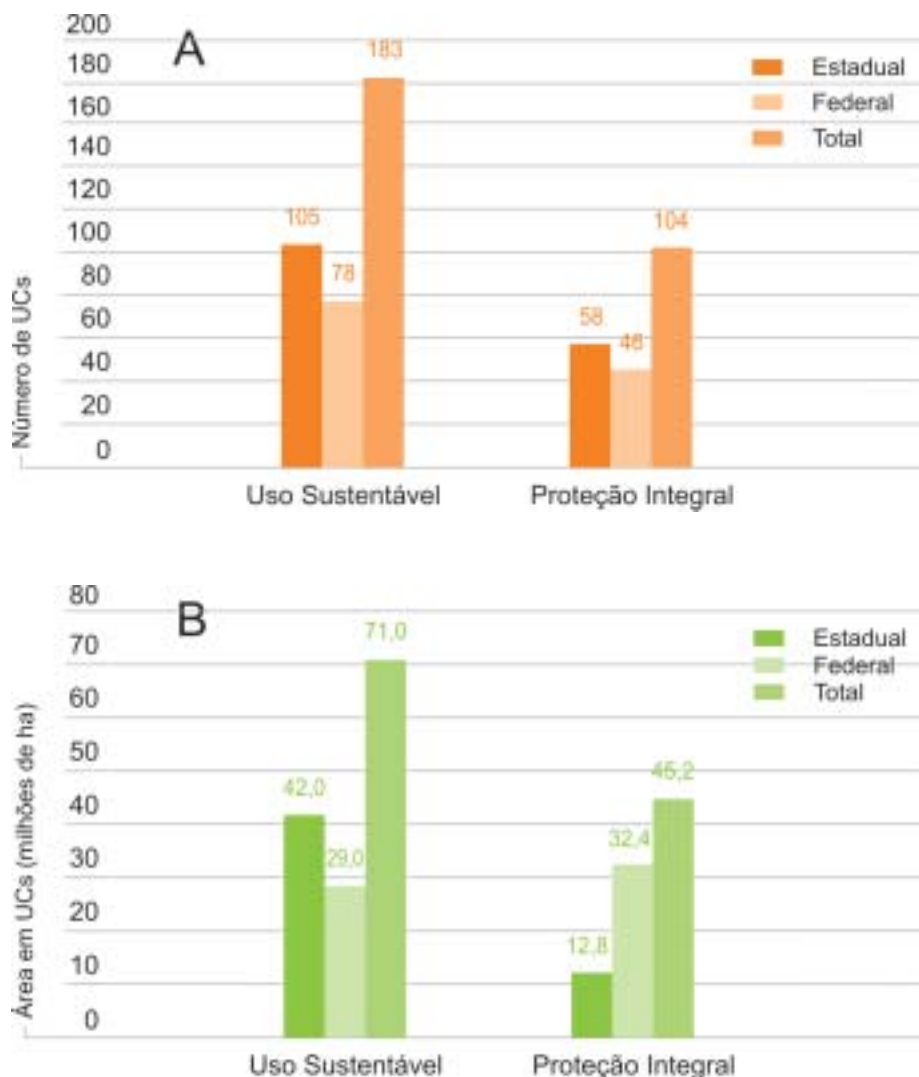 A
200
180
160
140
120
100
80
60
40
20
0
Número de UCs
Estadual
Federal
Total
105
78
183
58
46
104
Uso Sustentável
Proteção Integral
B
80
70
60
50
40
30
20
10
0
Área em UCs (milhões de ha)
Estadual
Federal
Total
42,0
29,0
71,0
12,8
32,4
45,2
Uso Sustentável
Proteção Integral